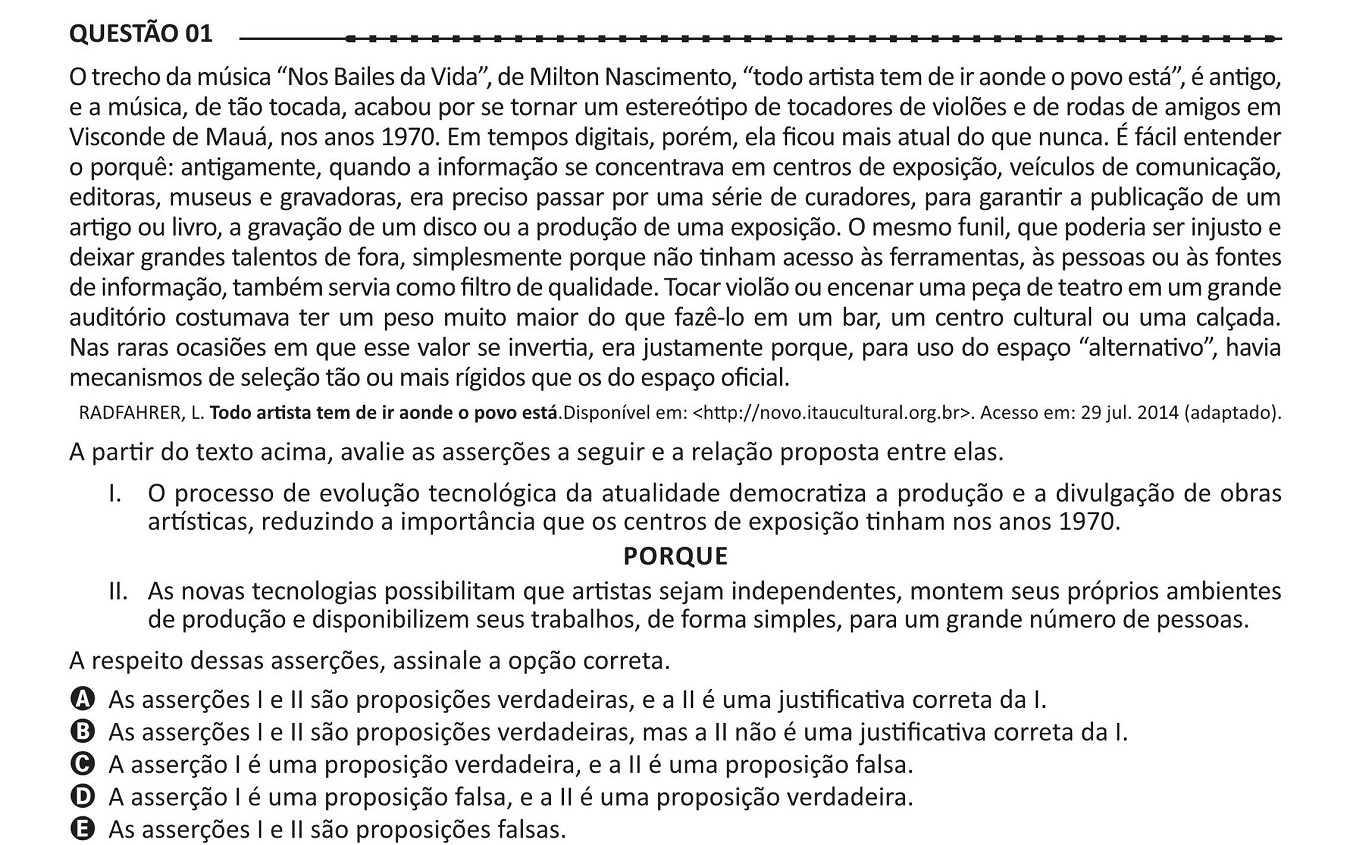 QUESTÃO 01
O trecho da música “Nos Bailes da Vida”, de Milton Nascimento, “todo artista tem de ir aonde o povo está”, é antigo,
e a música, de tão tocada, acabou por se tornar um estereótipo de tocadores de violões e de rodas de amigos em
Visconde de Mauá, nos anos 1970. Em tempos digitais, porém, ela ficou mais atual do que nunca. É fácil entender
o porquê: antigamente, quando a informação se concentrava em centros de exposição, veículos de comunicação,
editoras, museus e gravadoras, era preciso passar por uma série de curadores, para garantir a publicação de um
artigo ou livro, a gravação de um disco ou a produção de uma exposição. O mesmo funil, que poderia ser injusto e
deixar grandes talentos de fora, simplesmente porque não tinham acesso às ferramentas, às pessoas ou às fontes
de informação, também servia como filtro de qualidade. Tocar violão ou encenar uma peça de teatro em um grande
auditório costumava ter um peso muito maior do que fazê-lo em um bar, um centro cultural ou uma calçada.
Nas raras ocasiões em que esse valor se invertia, era justamente porque, para uso do espaço “alternativo”, havia
mecanismos de seleção tão ou mais rígidos que os do espaço oficial.
RADFAHRER, L. Todo artista tem de ir aonde o povo está.Disponível em: <http://novo.itaucultural.org.br>. Acesso em: 29 jul. 2014 (adaptado).
A partir do texto acima, avalie as asserções a seguir e a relação proposta entre elas.
I. O processo de evolução tecnológica da atualidade democratiza a produção e a divulgação de obras
artísticas, reduzindo a importância que os centros de exposição tinham nos anos 1970.
PORQUE
II. As novas tecnologias possibilitam que artistas sejam independentes, montem seus próprios ambientes
de produção e disponibilizem seus trabalhos, de forma simples, para um grande número de pessoas.
A respeito dessas asserções, assinale a opção correta.
A As asserções I e II são proposições verdadeiras, e a II é uma justificativa correta da I.
B As asserções I e II são proposições verdadeiras, mas a II não é uma justificativa correta da I.
C A asserção I é uma proposição verdadeira, e a II é uma proposição falsa.
D A asserção I é uma proposição falsa, e a II é uma proposição verdadeira.
E As asserções I e II são proposições falsas.